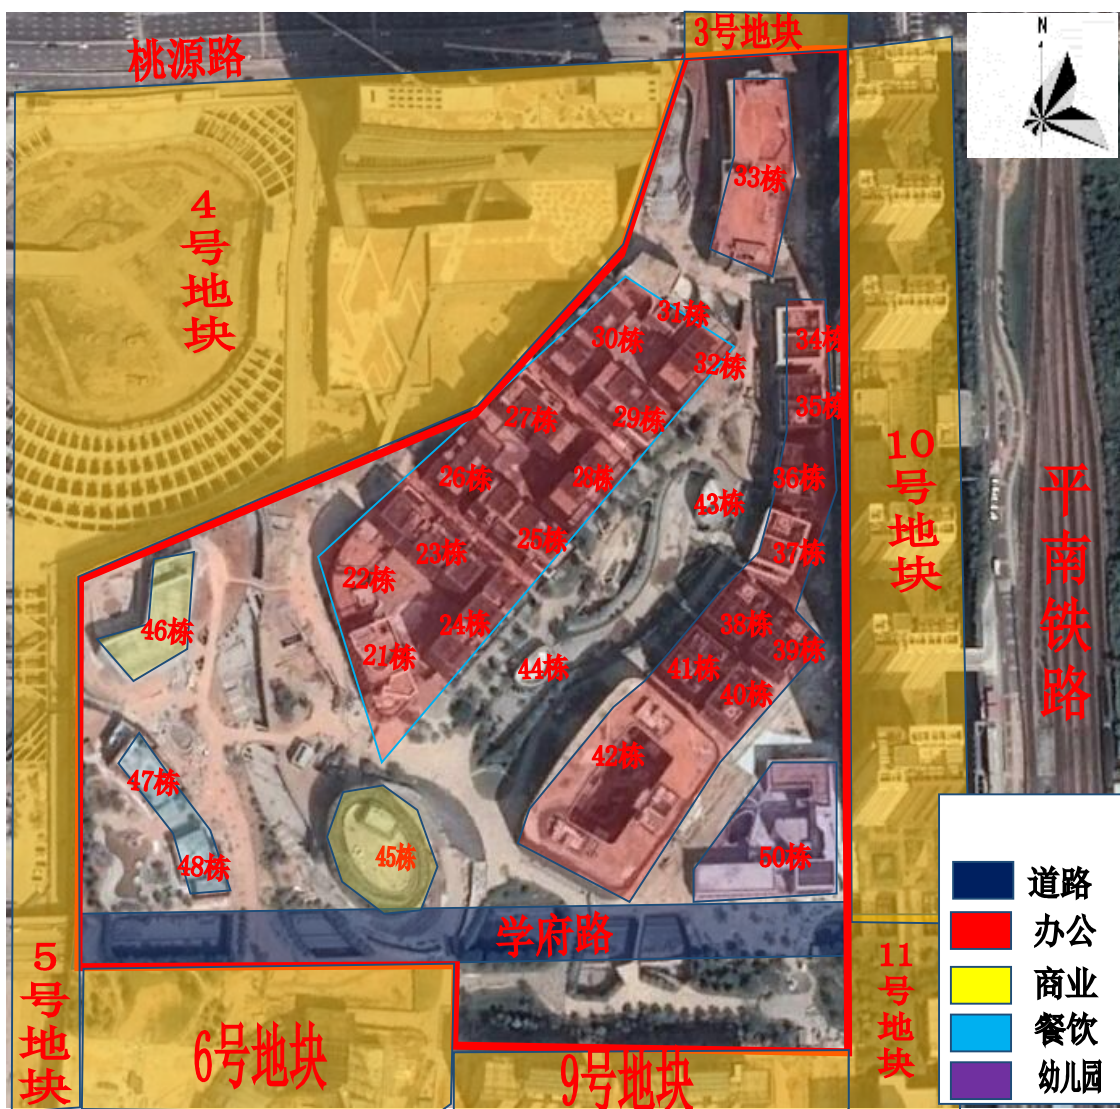 3号地块
N
桃源路
33栋
4号地块
31栋
30栋
34栋
32栋
27栋
29栋
35栋
10号地块
26栋
28栋
36栋
43栋
平南铁路
25栋
23栋
37栋
22栋
24栋
38栋
46栋
39栋
21栋
44栋
41栋
40栋
42栋
47栋
45栋
50栋
48栋
道路
学府路
办公
5号地块
11号地块
商业
6号地块
餐饮
9号地块
幼儿园